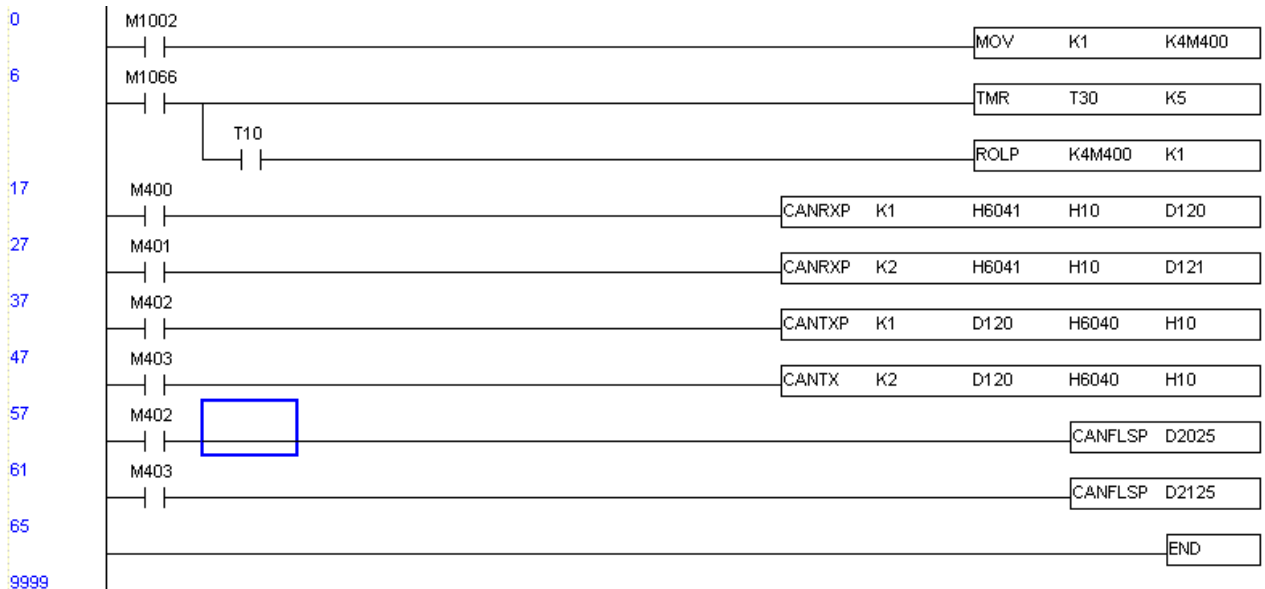 0 M1002 MOV K1 K4M400
6 M1066 TMR T30 K5
T10 ROLP K4M400 K1
17 M400 CANRXP K1 H6041 H10 D120
27 M401 CANRXP K2 H6041 H10 D121
37 M402 CANTXP K1 D120 H6040 H10
47 M403 CANTX K2 D120 H6040 H10
57 M402 CANFLSP D2025
61 M403 CANFLSP D2125
65 END
9999